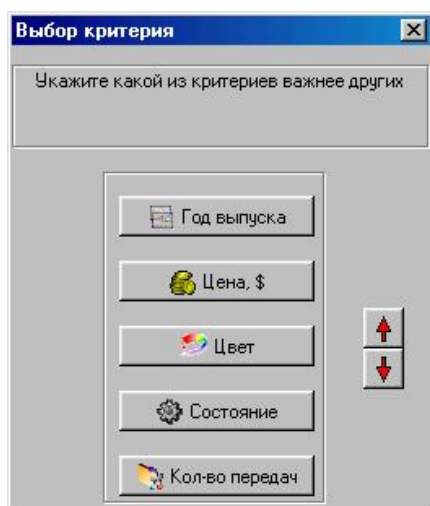 Выбор критерия
Укажите какой из критериев важнее других
Год выпуска
Цена, $
Цвет
Состояние
Кол-во передач